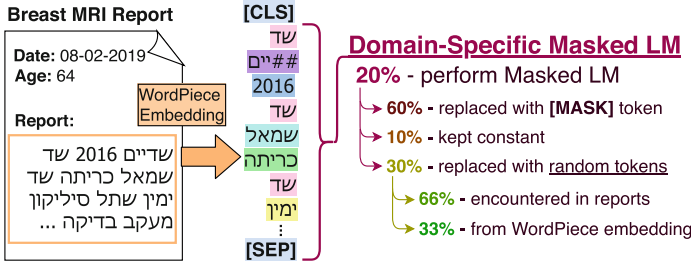 Breast MRI Report
Date: 08-02-2019
Age: 64
Report:
שדיים 2016 שד
שמאל כריתה שד
ימין שתל סיליקון
מעקב בדיקה ...
WordPiece
Embedding
[CLS]
שד
##יים
2016
שד
שמאל
כריתה
שד
ימין
[SEP]
Domain-Specific Masked LM
20% - perform Masked LM
60% - replaced with [MASK] token
10% - kept constant
30% - replaced with random tokens
66% - encountered in reports
33% - from WordPiece embedding